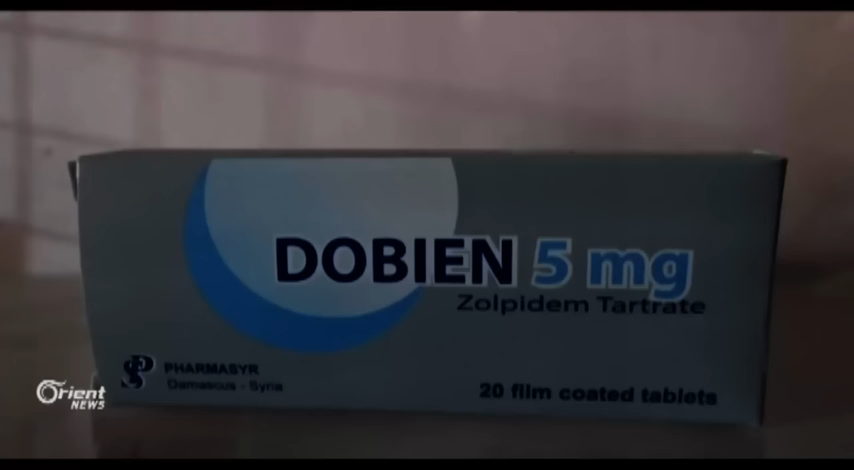 DOBIEN 5 mg
Zolpidem Tartrate
PHARMASYR
Damascus - Syria
20 film coated tablets
Orient
NEWS